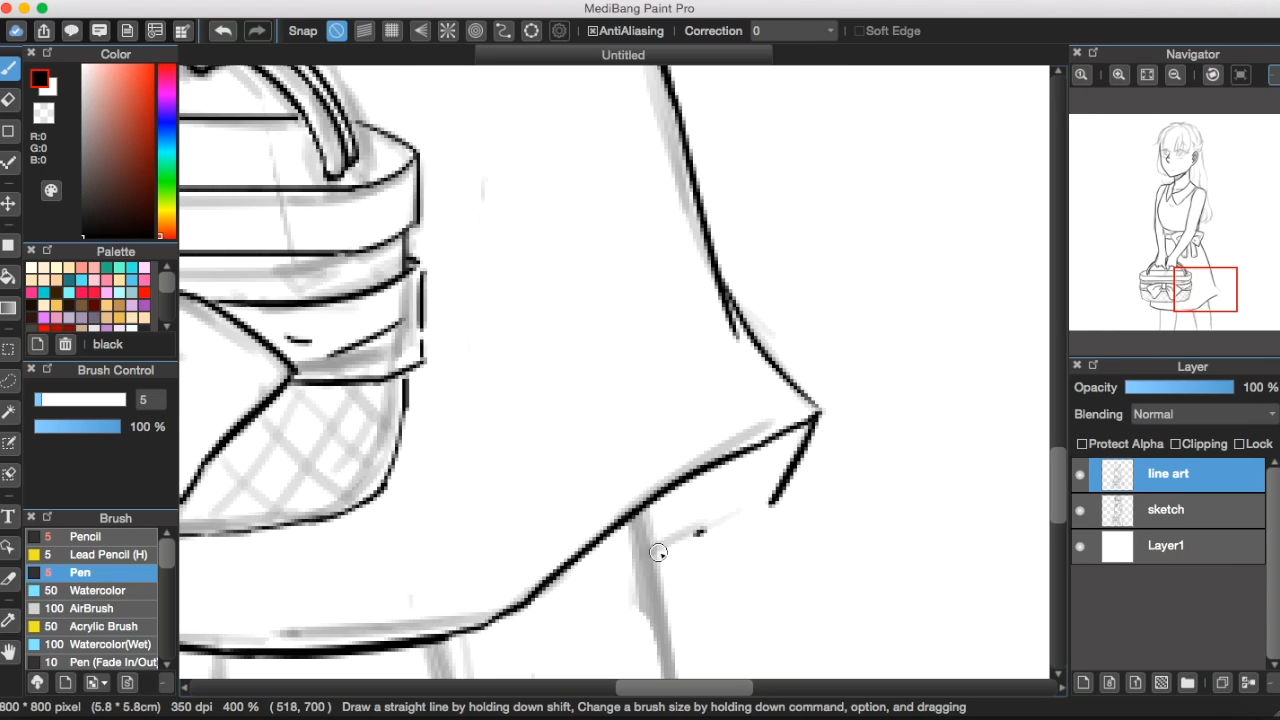 MediBang Paint Pro
Snap
AntiAliasing
Correction 0
Soft Edge
Untitled
Color
R:0
G:0
B:0
Palette
black
Brush Control
5
100 %
Brush
5 Pencil
5 Lead Pencil (H)
5 Pen
50 Watercolor
100 AirBrush
50 Acrylic Brush
100 Watercolor(Wet)
10 Pen (Fade In/Out
T
Navigator
Layer
Opacity 100 %
Blending Normal
Protect Alpha Clipping Lock
line art
sketch
Layer1
800 * 800 pixel (5.8 * 5.8cm) 350 dpi 400 % ( 518, 700 ) Draw a straight line by holding down shift, Change a brush size by holding down command, option, and dragging